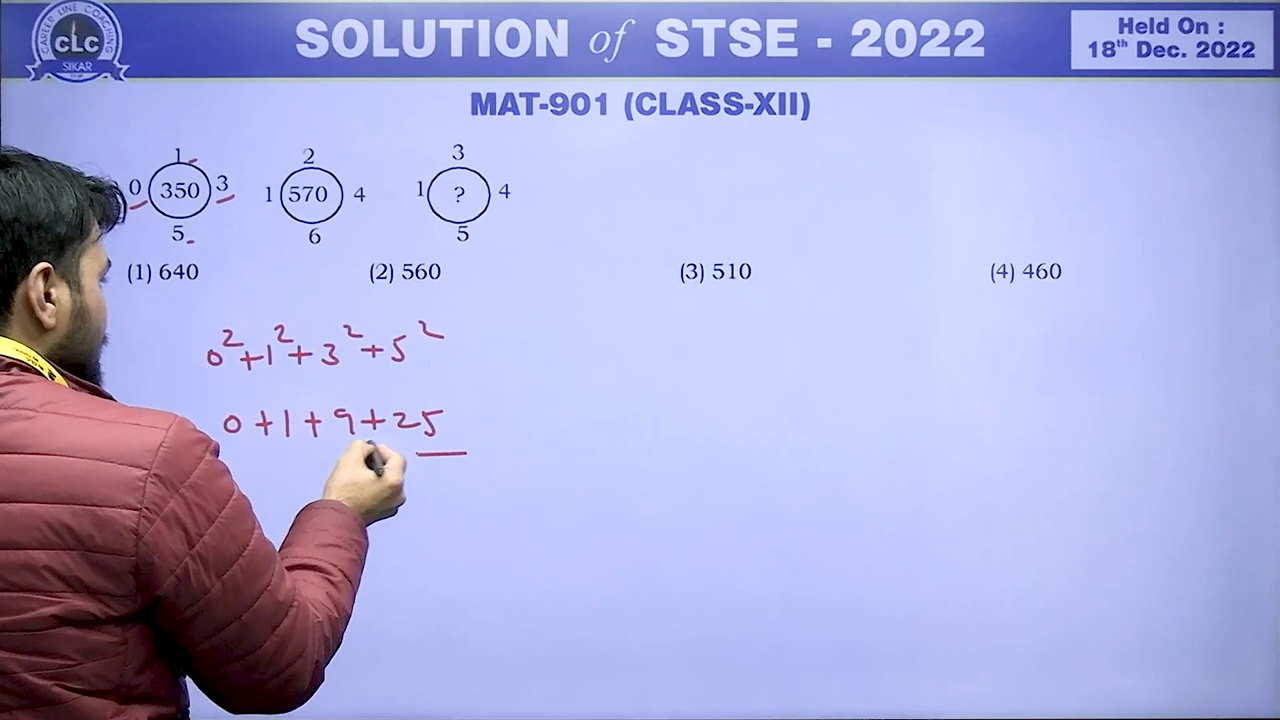 CAREER LINE COACHING
CLC
SIKAR
SOLUTION of STSE - 2022
Held On :
18th Dec. 2022
MAT-901 (CLASS-XII)
1 2 3
0 350 3 1 570 4 1 ? 4
5 6 5
(1) 640 (2) 560 (3) 510 (4) 460
0² + 1² + 3² + 5²
0 + 1 + 9 + 25